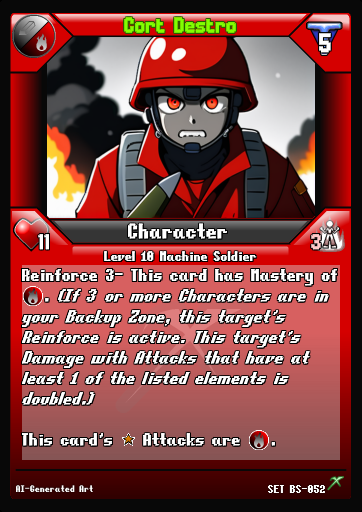 Cort Destro
5
Character
11
3
Level 10 Machine Soldier
Reinforce 3- This card has Mastery of
. (If 3 or more Characters are in
your Backup Zone, this target's
Reinforce is active. This target's
Damage with Attacks that have at
least 1 of the listed elements is
doubled.)
This card's Attacks are .
AI-Generated Art
SET BS-052